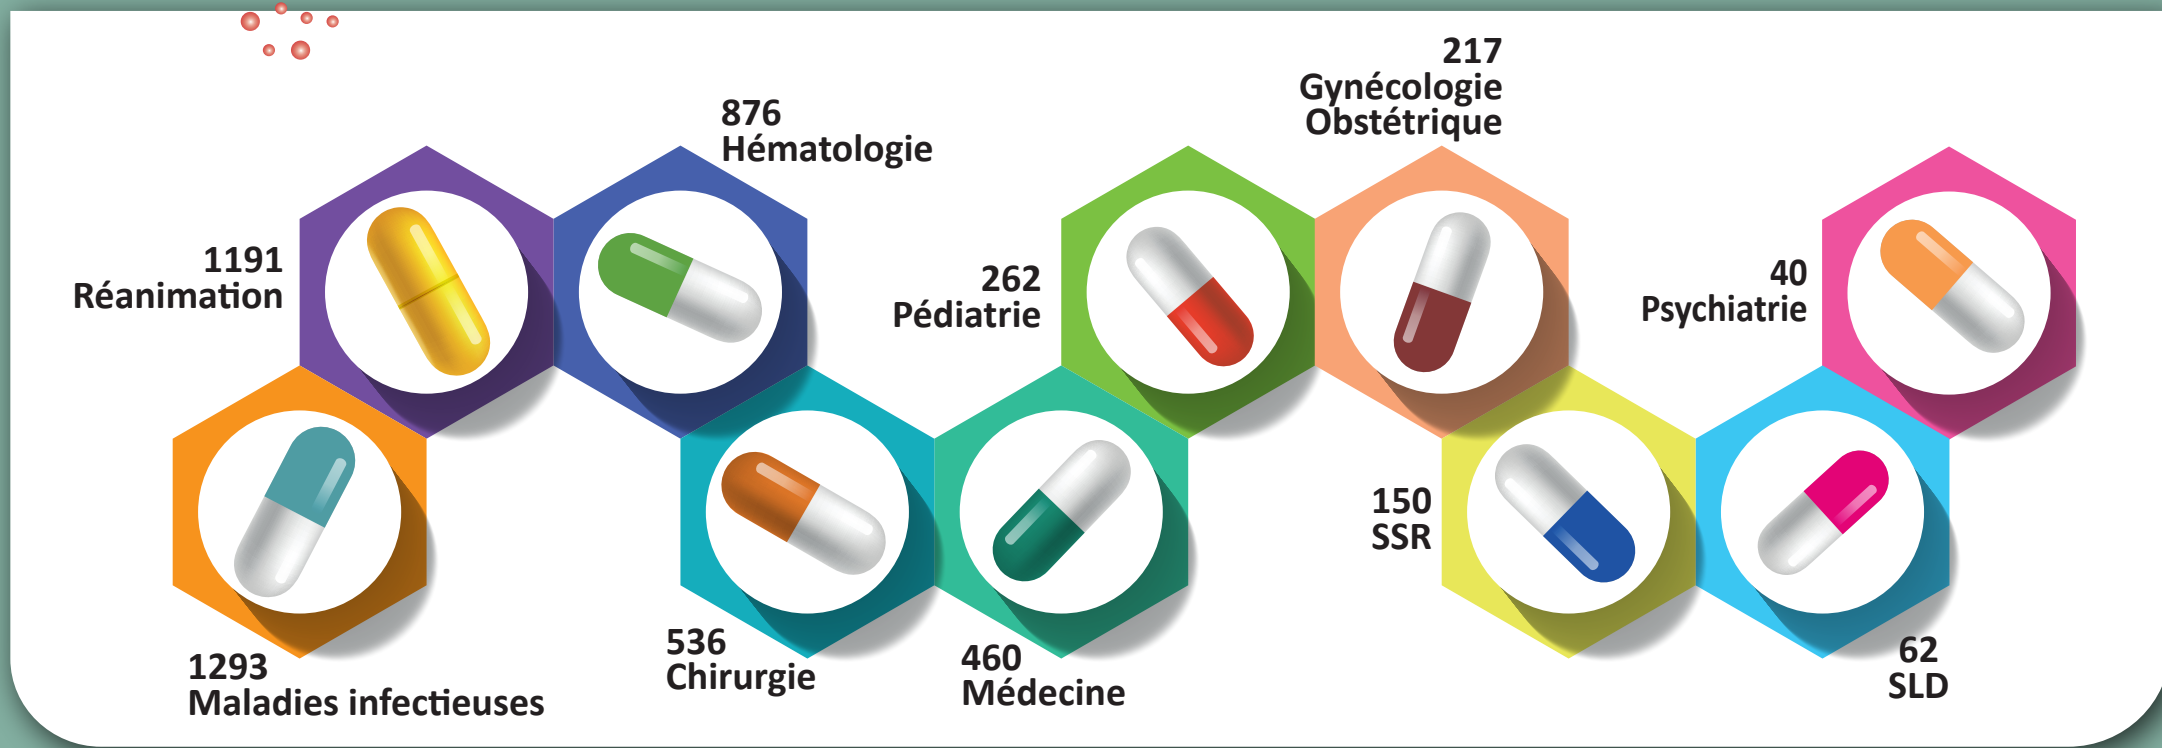 1293
Maladies infectieuses
1191
Réanimation
876
Hématologie
536
Chirurgie
460
Médecine
262
Pédiatrie
217
Gynécologie
Obstétrique
150
SSR
62
SLD
40
Psychiatrie